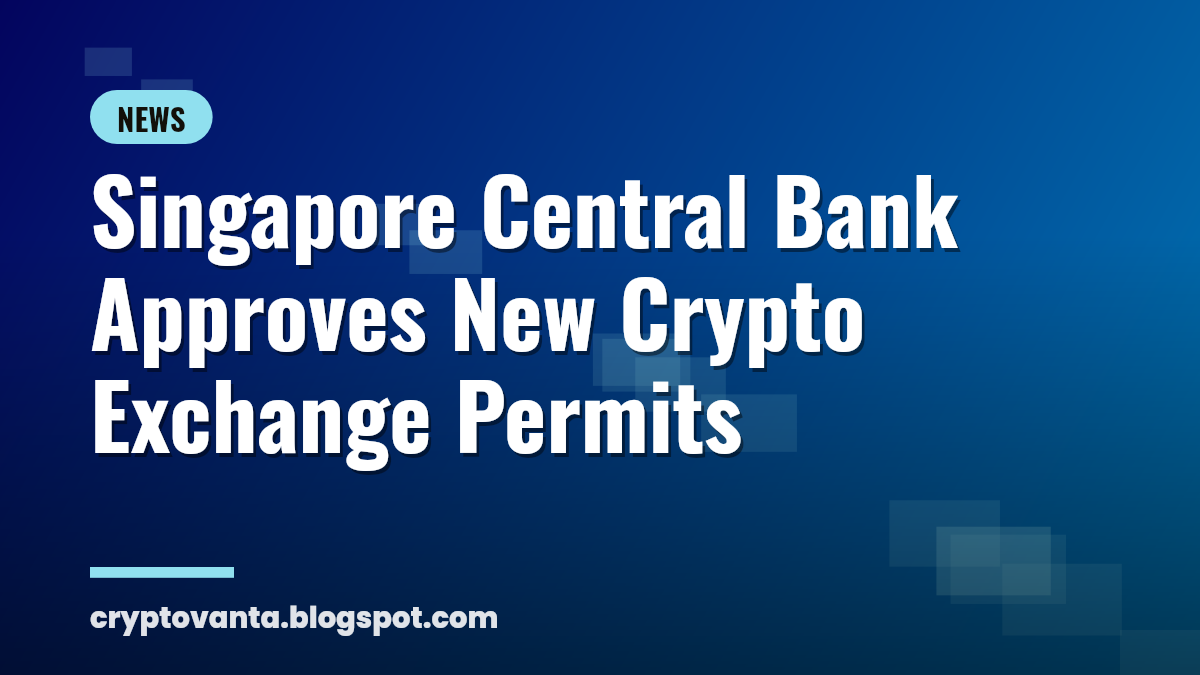 NEWS
Singapore Central Bank
Approves New Crypto
Exchange Permits
cryptovanta.blogspot.com